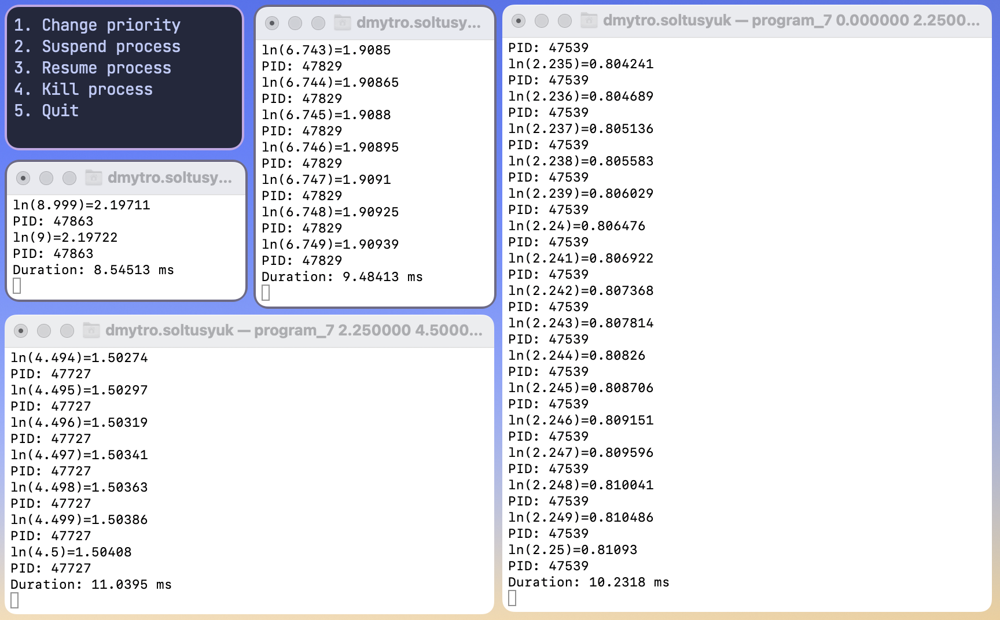 1. Change priority
2. Suspend process
3. Resume process
4. Kill process
5. Quit
dmytro.soltusy...
ln(8.999)=2.19711
PID: 47863
ln(9)=2.19722
PID: 47863
Duration: 8.54513 ms
dmytro.soltusy...
ln(6.743)=1.9085
PID: 47829
ln(6.744)=1.90865
PID: 47829
ln(6.745)=1.9088
PID: 47829
ln(6.746)=1.90895
PID: 47829
ln(6.747)=1.9091
PID: 47829
ln(6.748)=1.90925
PID: 47829
ln(6.749)=1.90939
PID: 47829
Duration: 9.48413 ms
dmytro.soltusyuk — program_7 2.250000 4.5000...
ln(4.494)=1.50274
PID: 47727
ln(4.495)=1.50297
PID: 47727
ln(4.496)=1.50319
PID: 47727
ln(4.497)=1.50341
PID: 47727
ln(4.498)=1.50363
PID: 47727
ln(4.499)=1.50386
PID: 47727
ln(4.5)=1.50408
PID: 47727
Duration: 11.0395 ms
dmytro.soltusyuk — program_7 0.000000 2.2500...
PID: 47539
ln(2.235)=0.804241
PID: 47539
ln(2.236)=0.804689
PID: 47539
ln(2.237)=0.805136
PID: 47539
ln(2.238)=0.805583
PID: 47539
ln(2.239)=0.806029
PID: 47539
ln(2.24)=0.806476
PID: 47539
ln(2.241)=0.806922
PID: 47539
ln(2.242)=0.807368
PID: 47539
ln(2.243)=0.807814
PID: 47539
ln(2.244)=0.80826
PID: 47539
ln(2.245)=0.808706
PID: 47539
ln(2.246)=0.809151
PID: 47539
ln(2.247)=0.809596
PID: 47539
ln(2.248)=0.810041
PID: 47539
ln(2.249)=0.810486
PID: 47539
ln(2.25)=0.81093
PID: 47539
Duration: 10.2318 ms